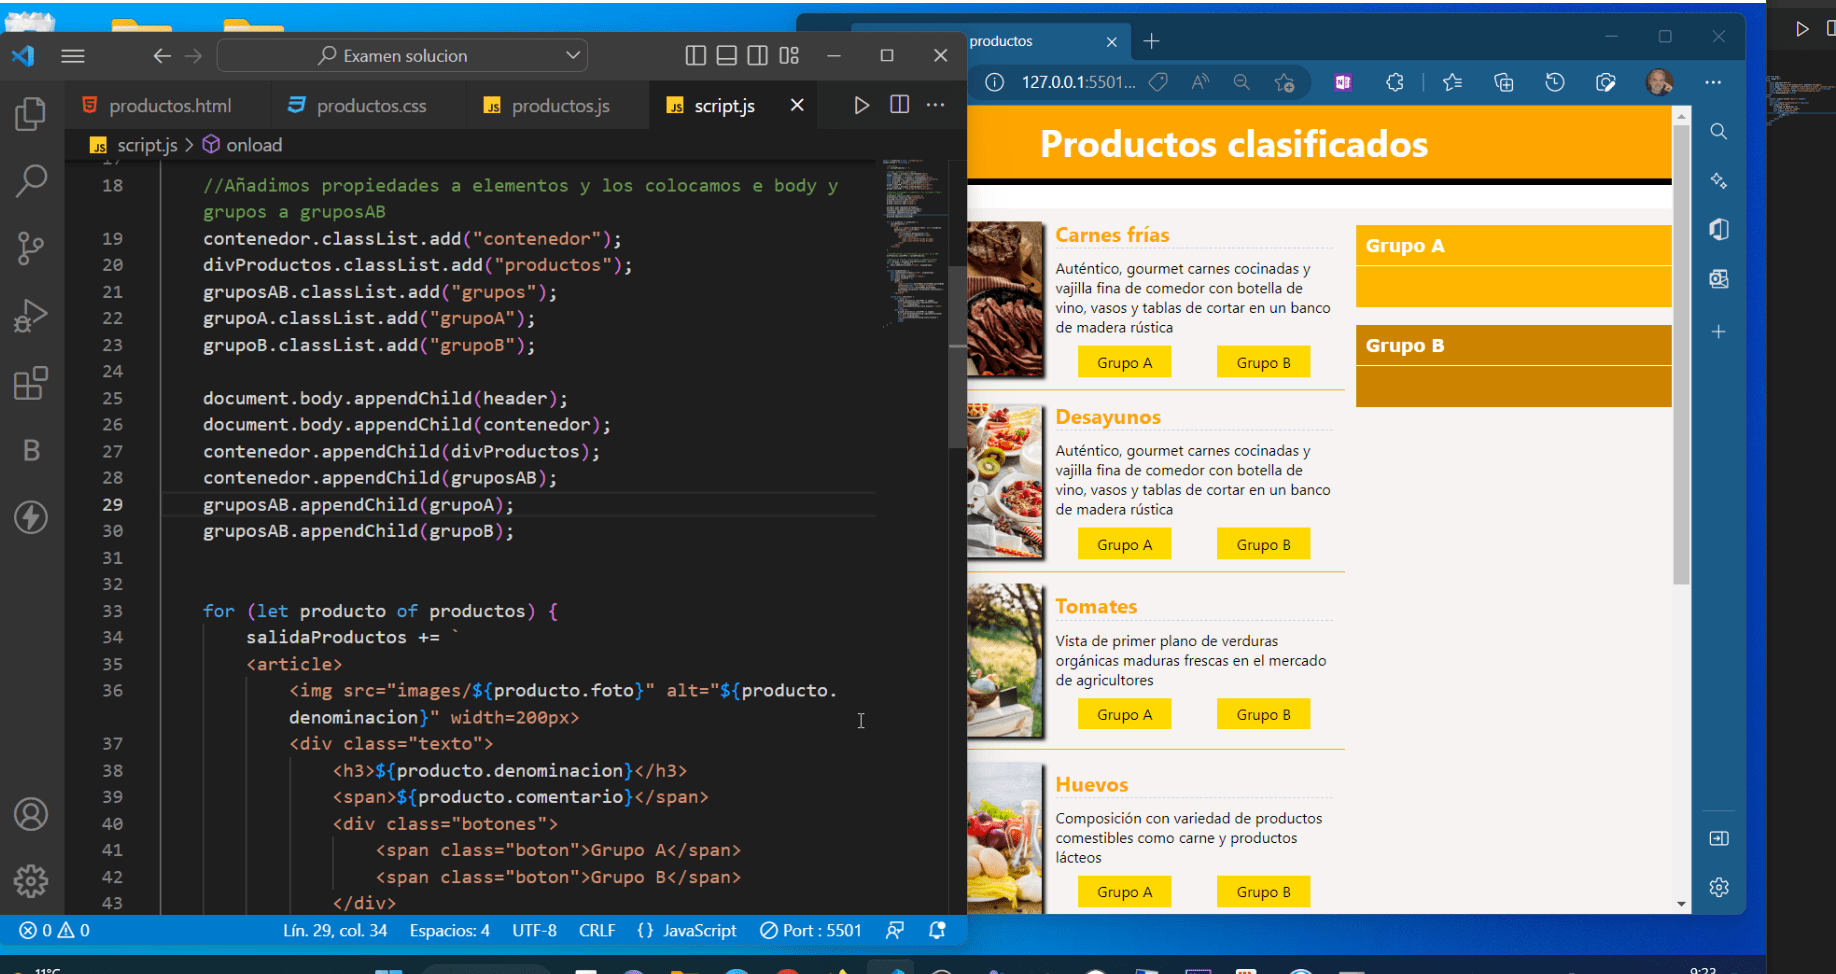 Examen solucion
productos.html
productos.css
JS productos.js
JS script.js
JS script.js > onload
17
18 //Añadimos propiedades a elementos y los colocamos e body y
grupos a gruposAB
19 contenedor.classList.add("contenedor");
20 divProductos.classList.add("productos");
21 gruposAB.classList.add("grupos");
22 grupoA.classList.add("grupoA");
23 grupoB.classList.add("grupoB");
24
25 document.body.appendChild(header);
26 document.body.appendChild(contenedor);
27 contenedor.appendChild(divProductos);
28 contenedor.appendChild(gruposAB);
29 gruposAB.appendChild(grupoA);
30 gruposAB.appendChild(grupoB);
31
32
33 for (let producto of productos) {
34 salidaProductos += `
35 <article>
36 <img src="images/${producto.foto}" alt="${producto.
denominacion}" width=200px>
37 <div class="texto">
38 <h3>${producto.denominacion}</h3>
39 <span>${producto.comentario}</span>
40 <div class="botones">
41 <span class="boton">Grupo A</span>
42 <span class="boton">Grupo B</span>
43 </div>
B
0 0
Lín. 29, col. 34
Espacios: 4
UTF-8
CRLF
{ } JavaScript
Port : 5501
productos
127.0.0.1:5501...
Productos clasificados
Carnes frías
Auténtico, gourmet carnes cocinadas y
vajilla fina de comedor con botella de
vino, vasos y tablas de cortar en un banco
de madera rústica
Grupo A Grupo B
Desayunos
Auténtico, gourmet carnes cocinadas y
vajilla fina de comedor con botella de
vino, vasos y tablas de cortar en un banco
de madera rústica
Grupo A Grupo B
Tomates
Vista de primer plano de verduras
orgánicas maduras frescas en el mercado
de agricultores
Grupo A Grupo B
Huevos
Composición con variedad de productos
comestibles como carne y productos
lácteos
Grupo A Grupo B
Grupo A
Grupo B
11°C
9:23